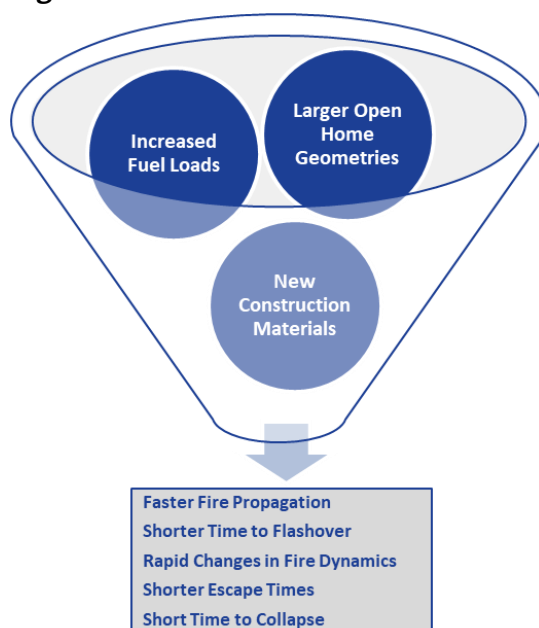 Increased
Fuel Loads
Larger Open
Home
Geometries
New
Construction
Materials
Faster Fire Propagation
Shorter Time to Flashover
Rapid Changes in Fire Dynamics
Shorter Escape Times
Short Time to Collapse